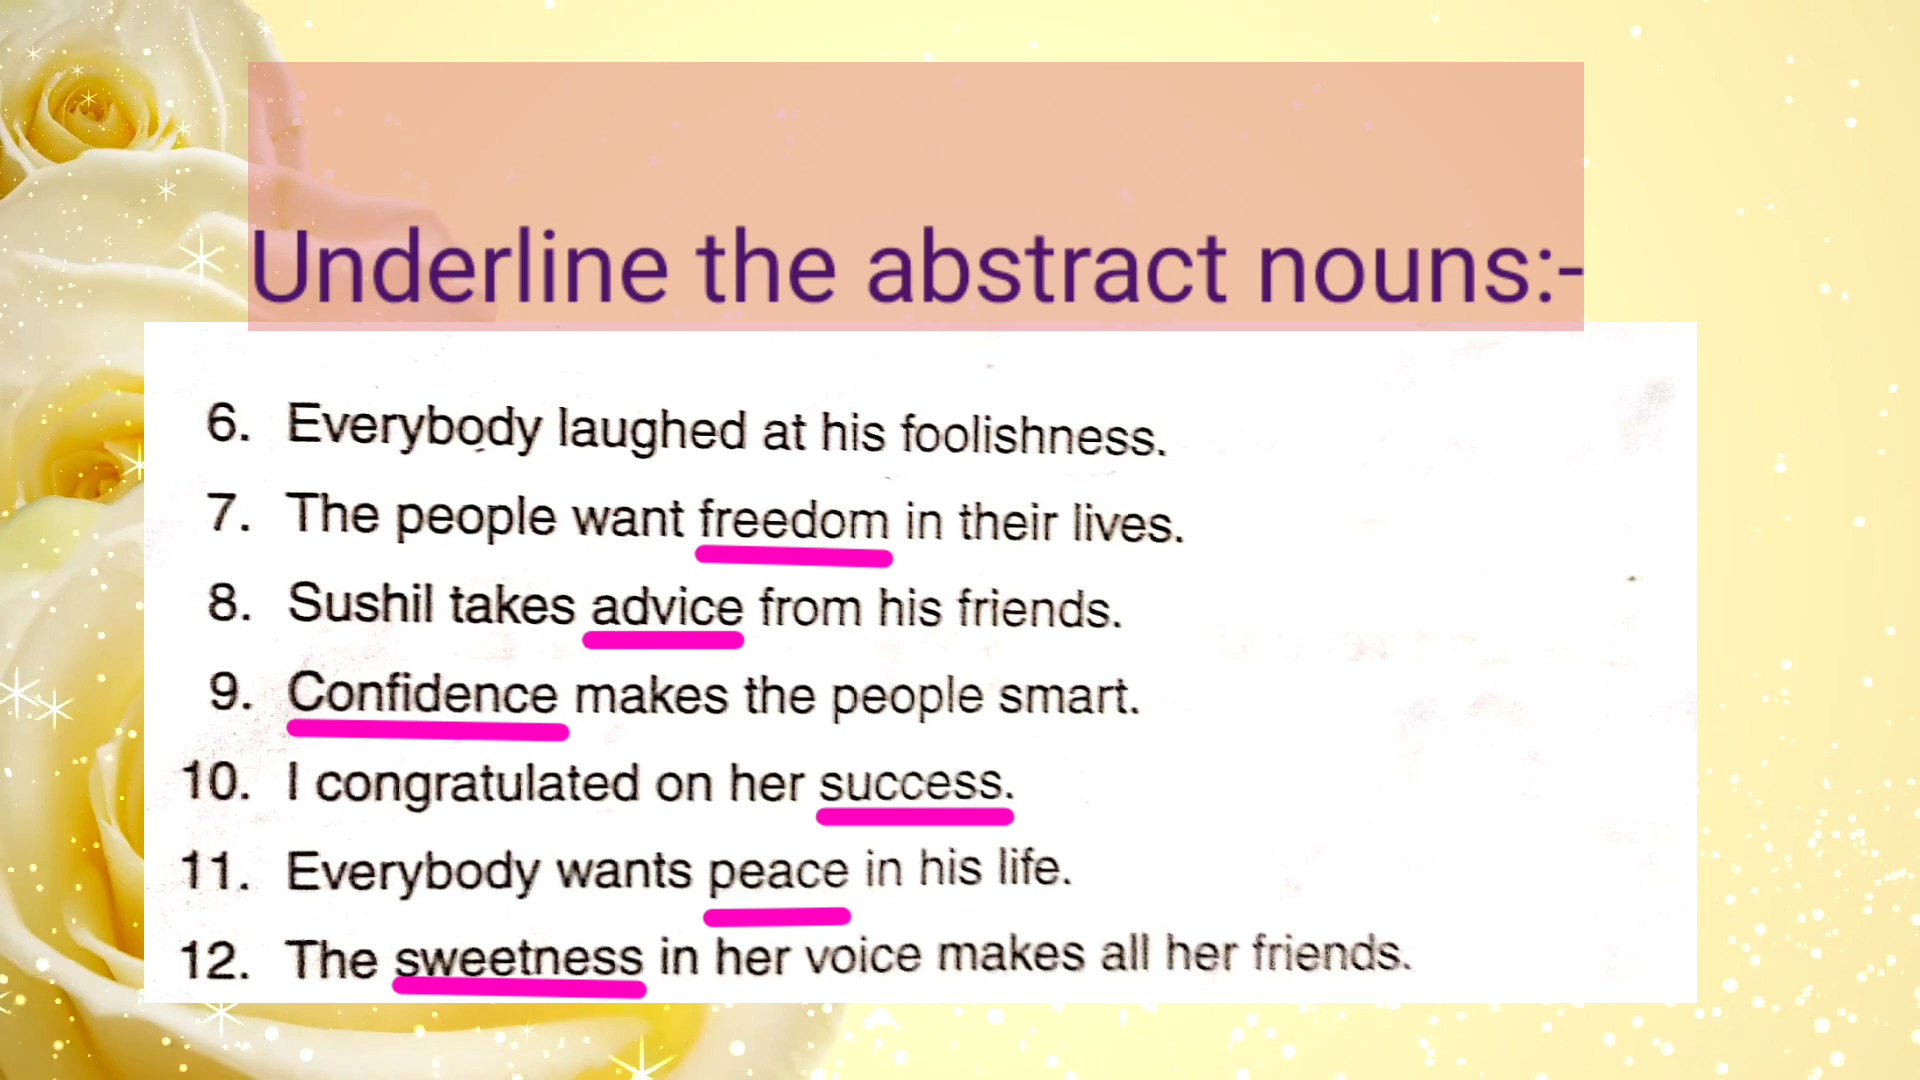 Underline the abstract nouns:-
6. Everybody laughed at his foolishness.
7. The people want freedom in their lives.
8. Sushil takes advice from his friends.
9. Confidence makes the people smart.
10. I congratulated on her success.
11. Everybody wants peace in his life.
12. The sweetness in her voice makes all her friends.